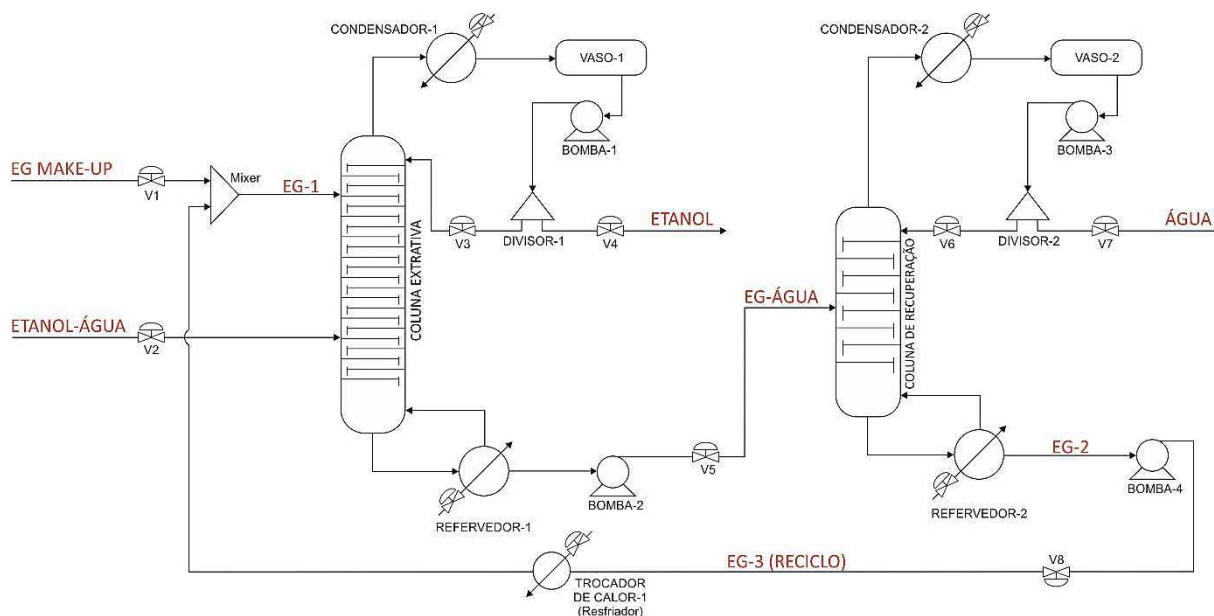 CONDENSADOR-1
VASO-1
BOMBA-1
CONDENSADOR-2
VASO-2
BOMBA-3
EG MAKE-UP
V1
Mixer
EG-1
V3
DIVISOR-1
V4
ETANOL
COLUNA EXTRATIVA
ETANOL-ÁGUA
V2
EG-ÁGUA
COLUNA DE RECUPERAÇÃO
V6
DIVISOR-2
V7
ÁGUA
REFERVEDOR-1
BOMBA-2
V5
EG-2
REFERVEDOR-2
BOMBA-4
TROCADOR
DE CALOR-1
(Resfriador)
EG-3 (RECICLO)
V8